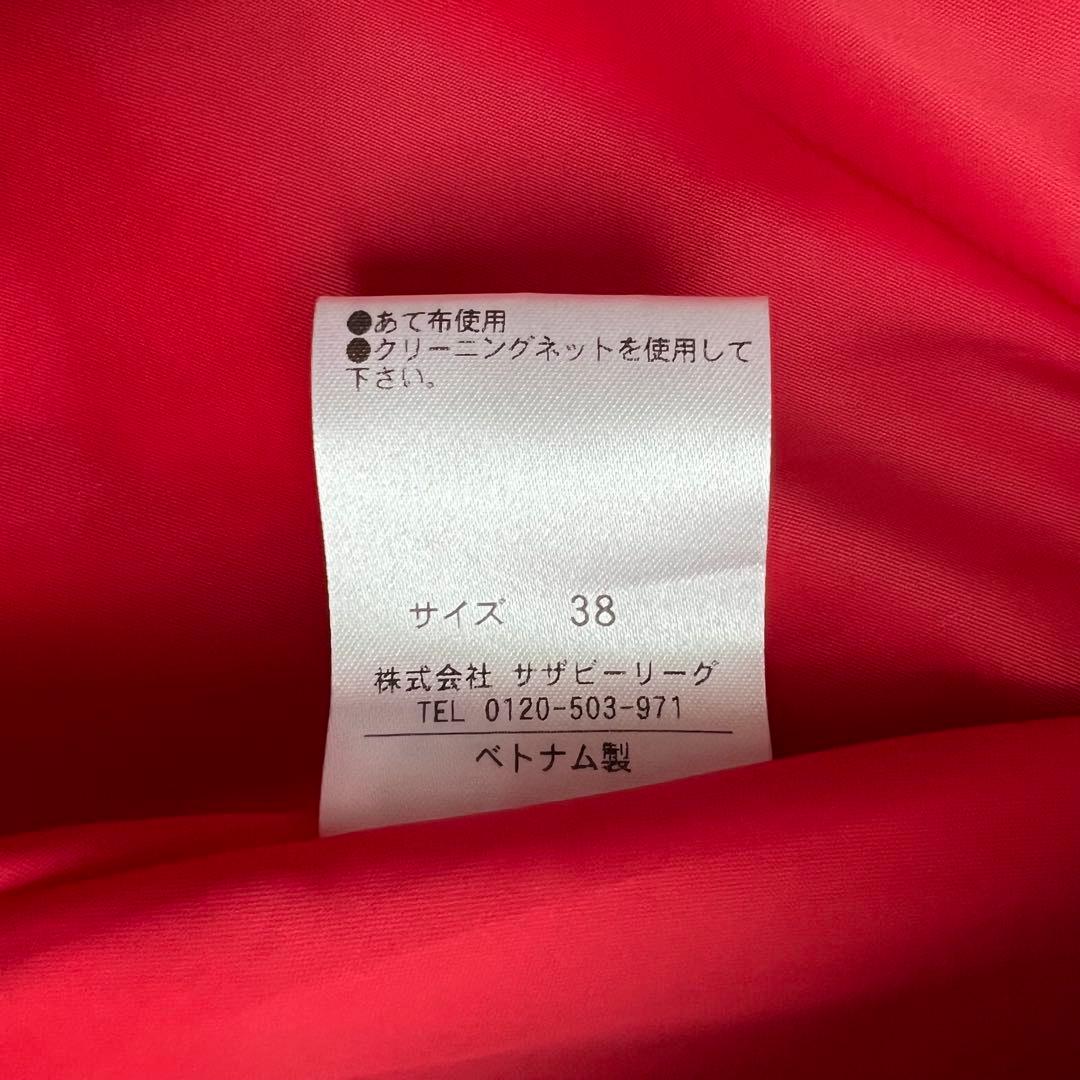 ●あて布使用
●クリーニングネットを使用して
下さい。
サイズ 38
株式会社 サザビーリーグ
TEL 0120-503-971
ベトナム製